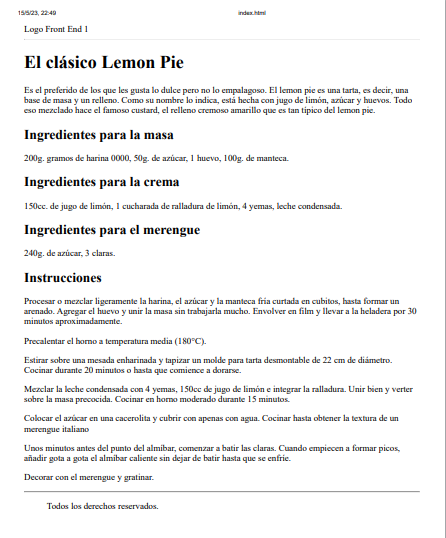 15/5/23, 22:49 index.html
Logo Front End 1
El clásico Lemon Pie
Es el preferido de los que les gusta lo dulce pero no lo empalagoso. El lemon pie es una tarta, es decir, una
base de masa y un relleno. Como su nombre lo indica, está hecha con jugo de limón, azúcar y huevos. Todo
eso mezclado hace el famoso custard, el relleno cremoso amarillo que es tan típico del lemon pie.
Ingredientes para la masa
200g. gramos de harina 0000, 50g. de azúcar, 1 huevo, 100g. de manteca.
Ingredientes para la crema
150cc. de jugo de limón, 1 cucharada de ralladura de limón, 4 yemas, leche condensada.
Ingredientes para el merengue
240g. de azúcar, 3 claras.
Instrucciones
Procesar o mezclar ligeramente la harina, el azúcar y la manteca fría curtada en cubitos, hasta formar un
arenado. Agregar el huevo y unir la masa sin trabajarla mucho. Envolver en film y llevar a la heladera por 30
minutos aproximadamente.
Precalentar el horno a temperatura media (180°C).
Estirar sobre una mesada enharinada y tapizar un molde para tarta desmontable de 22 cm de diámetro.
Cocinar durante 20 minutos o hasta que comience a dorarse.
Mezclar la leche condensada con 4 yemas, 150cc de jugo de limón e integrar la ralladura. Unir bien y verter
sobre la masa precocida. Cocinar en horno moderado durante 15 minutos.
Colocar el azúcar en una cacerolita y cubrir con apenas con agua. Cocinar hasta obtener la textura de un
merengue italiano
Unos minutos antes del punto del almíbar, comenzar a batir las claras. Cuando empiecen a formar picos,
añadir gota a gota el almíbar caliente sin dejar de batir hasta que se enfríe.
Decorar con el merengue y gratinar.
Todos los derechos reservados.